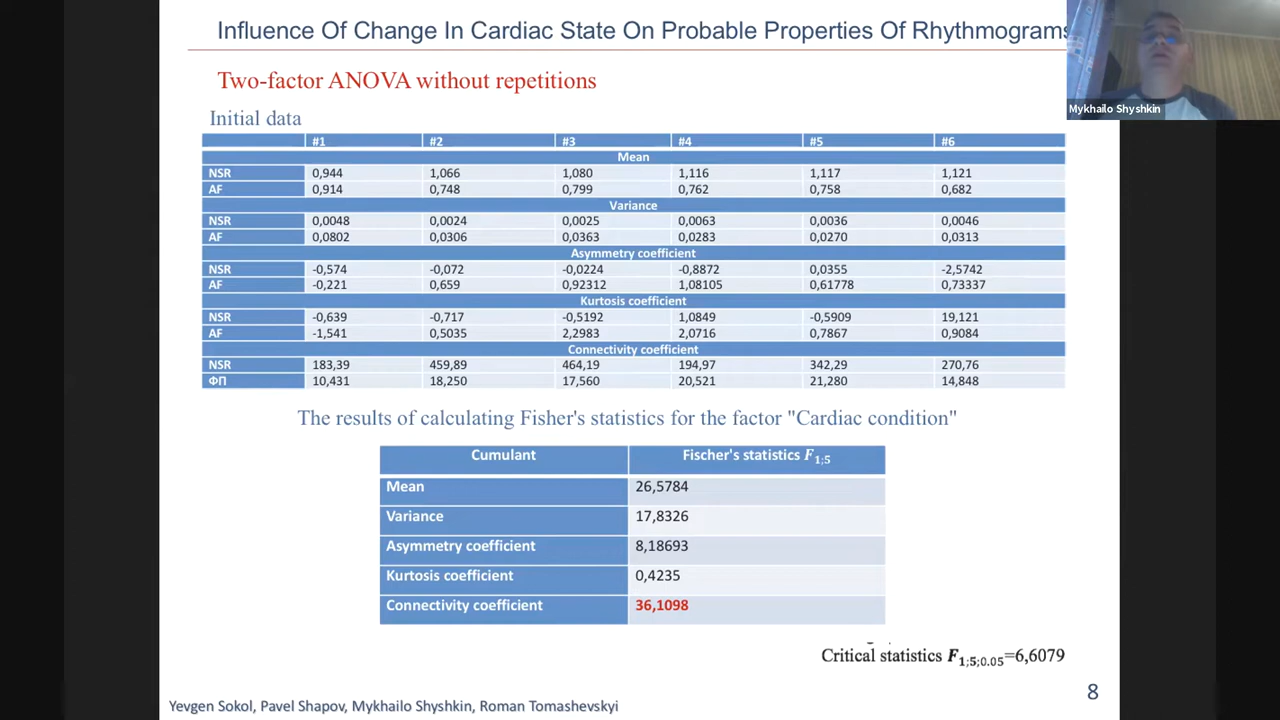 Influence Of Change In Cardiac State On Probable Properties Of Rhythmograms
Mykhailo Shyshkin
Two-factor ANOVA without repetitions
Initial data
#1 #2 #3 #4 #5 #6
Mean
NSR 0,944 1,066 1,080 1,116 1,117 1,121
AF 0,914 0,748 0,799 0,762 0,758 0,682
Variance
NSR 0,0048 0,0024 0,0025 0,0063 0,0036 0,0046
AF 0,0802 0,0306 0,0363 0,0283 0,0270 0,0313
Asymmetry coefficient
NSR -0,574 -0,072 -0,0224 -0,8872 0,0355 -2,5742
AF -0,221 0,659 0,92312 1,08105 0,61778 0,73337
Kurtosis coefficient
NSR -0,639 -0,717 -0,5192 1,0849 -0,5909 19,121
AF -1,541 0,5035 2,2983 2,0716 0,7867 0,9084
Connectivity coefficient
NSR 183,39 459,89 464,19 194,97 342,29 270,76
ФП 10,431 18,250 17,560 20,521 21,280 14,848
The results of calculating Fisher's statistics for the factor "Cardiac condition"
Cumulant Fischer's statistics F1;5
Mean 26,5784
Variance 17,8326
Asymmetry coefficient 8,18693
Kurtosis coefficient 0,4235
Connectivity coefficient 36,1098
Critical statistics F1;5;0.05=6,6079
8
Yevgen Sokol, Pavel Shapov, Mykhailo Shyshkin, Roman Tomashevskyi